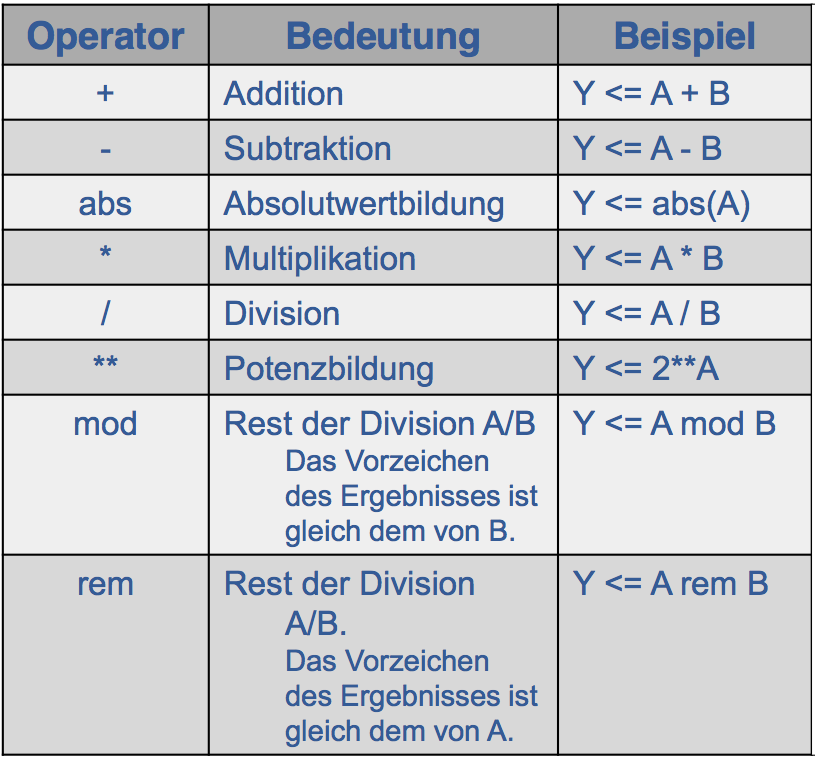 Operator Bedeutung Beispiel
+ Addition Y <= A + B
- Subtraktion Y <= A - B
abs Absolutwertbildung Y <= abs(A)
* Multiplikation Y <= A * B
/ Division Y <= A / B
** Potenzbildung Y <= 2**A
mod Rest der Division A/B Y <= A mod B
Das Vorzeichen
des Ergebnisses ist
gleich dem von B.
rem Rest der Division Y <= A rem B
A/B.
Das Vorzeichen
des Ergebnisses ist
gleich dem von A.